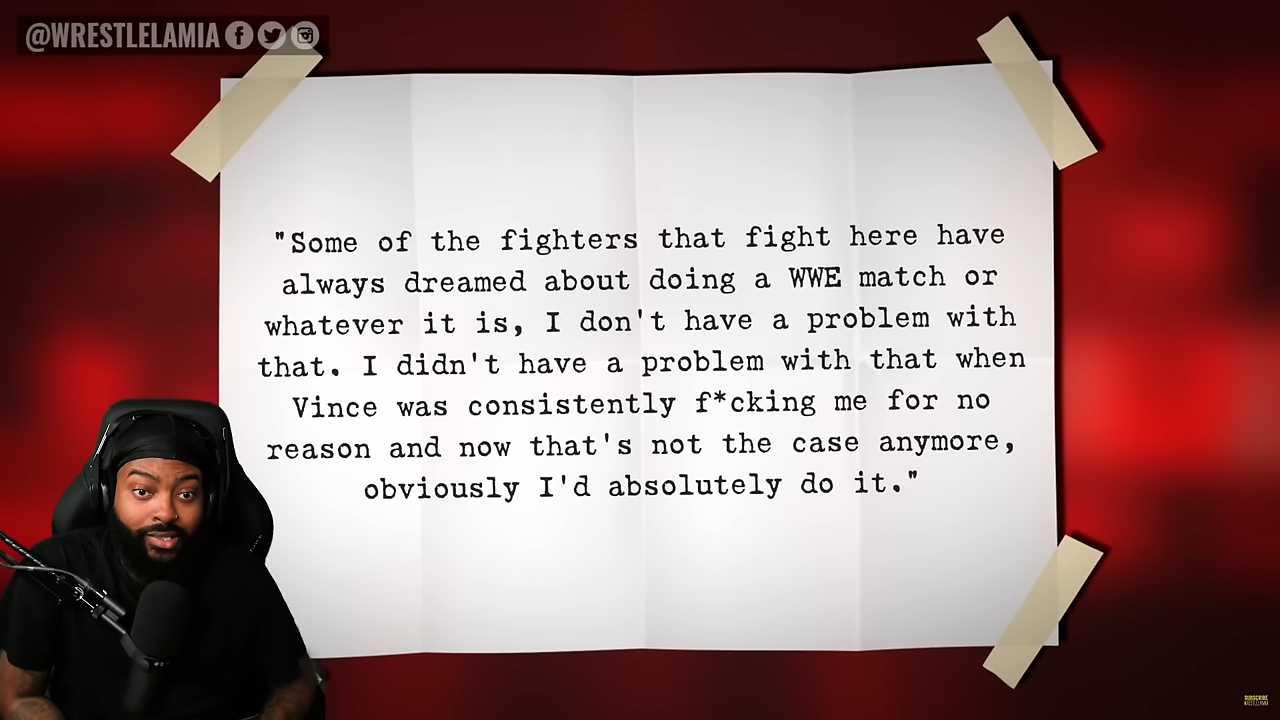 @WRESTLELAMIA
"Some of the fighters that fight here have
always dreamed about doing a WWE match or
whatever it is, I don't have a problem with
that. I didn't have a problem with that when
Vince was consistently f*cking me for no
reason and now that's not the case anymore,
obviously I'd absolutely do it."
SUBSCRIBE
WRESTLELAMIA